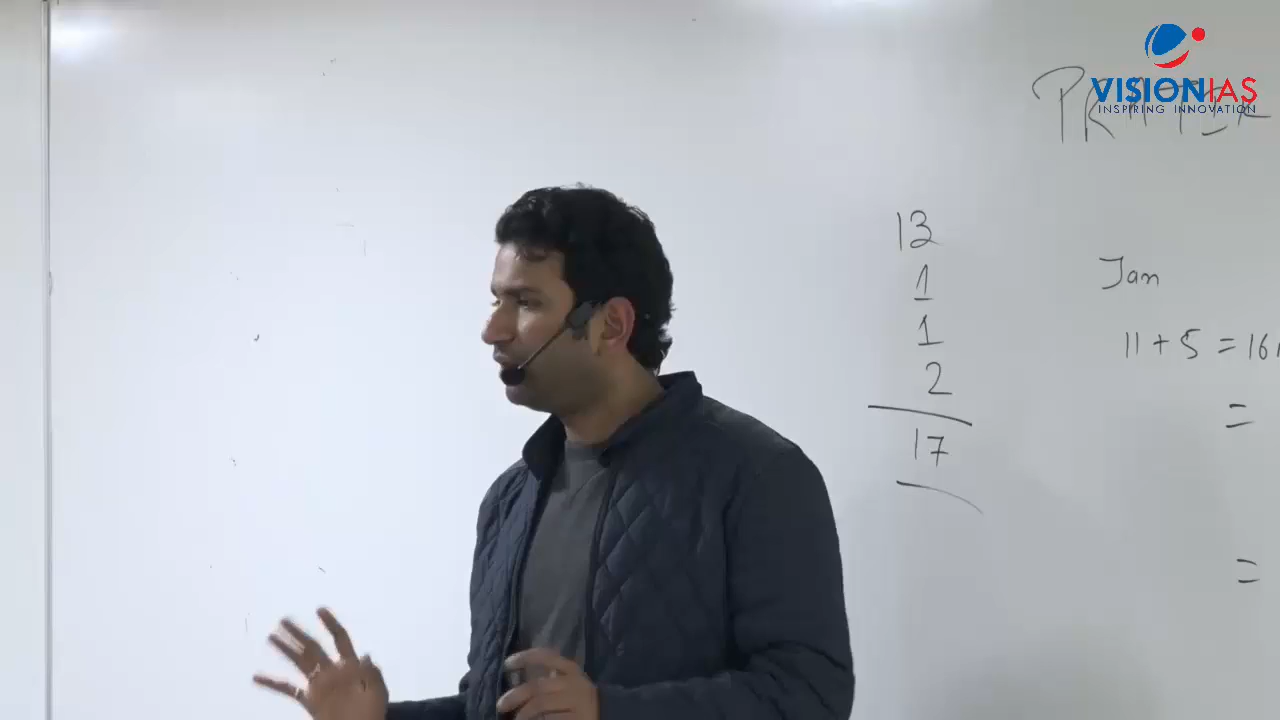 VISIONIAS
INSPIRING INNOVATION
13
1
1
2
17
Jan
11 + 5 = 16
=
=